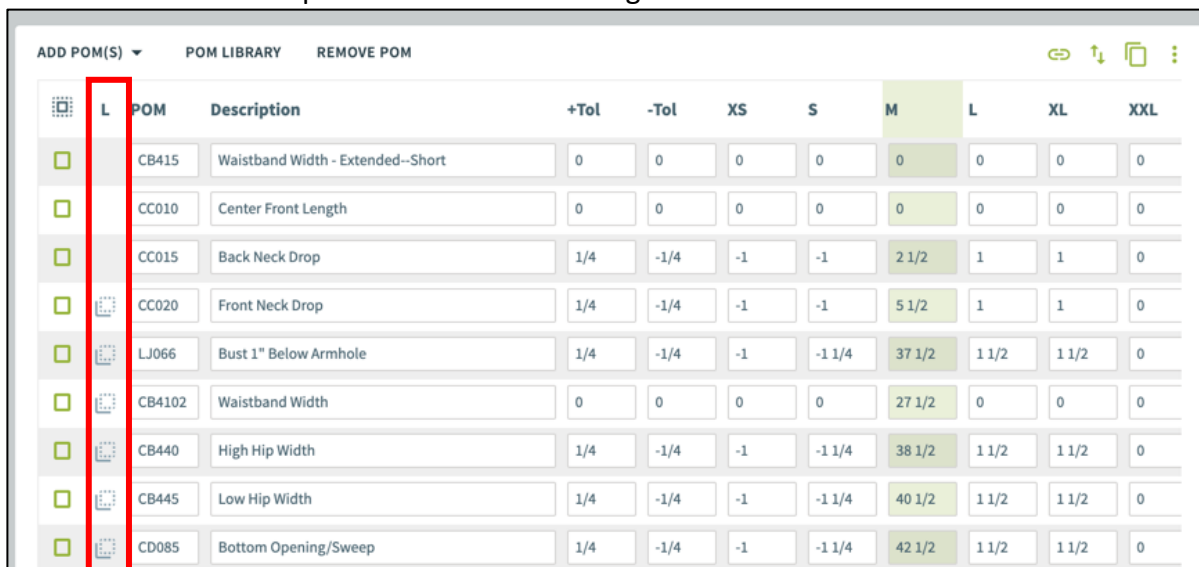 ADD POM(S) POM LIBRARY REMOVE POM
L POM Description +Tol -Tol XS S M L XL XXL
CB415 Waistband Width - Extended--Short 0 0 0 0 0 0 0 0
CC010 Center Front Length 0 0 0 0 0 0 0 0
CC015 Back Neck Drop 1/4 -1/4 -1 -1 2 1/2 1 1 0
CC020 Front Neck Drop 1/4 -1/4 -1 -1 5 1/2 1 1 0
LJ066 Bust 1" Below Armhole 1/4 -1/4 -1 -1 1/4 37 1/2 1 1/2 1 1/2 0
CB4102 Waistband Width 0 0 0 0 27 1/2 0 0 0
CB440 High Hip Width 1/4 -1/4 -1 -1 1/4 38 1/2 1 1/2 1 1/2 0
CB445 Low Hip Width 1/4 -1/4 -1 -1 1/4 40 1/2 1 1/2 1 1/2 0
CD085 Bottom Opening/Sweep 1/4 -1/4 -1 -1 1/4 42 1/2 1 1/2 1 1/2 0